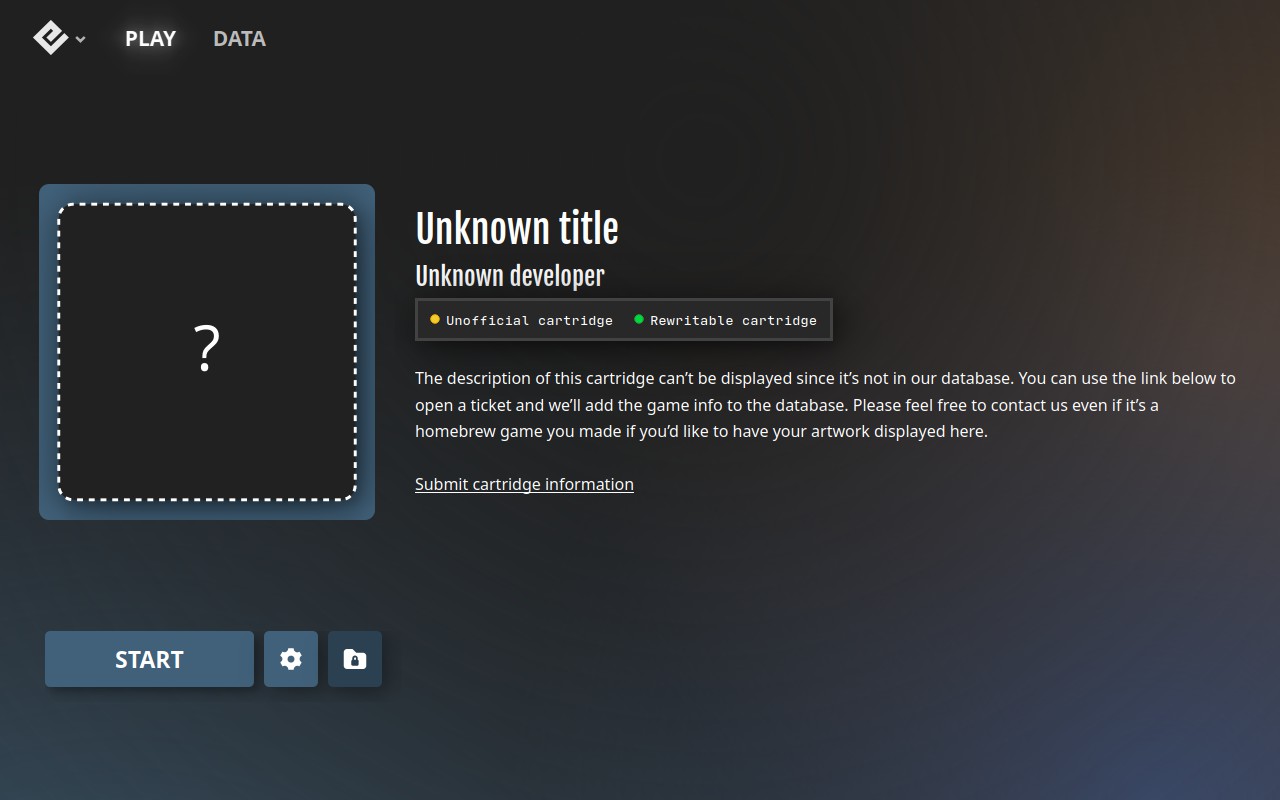 PLAY DATA
?
Unknown title
Unknown developer
Unofficial cartridge Rewritable cartridge
The description of this cartridge can’t be displayed since it’s not in our database. You can use the link below to
open a ticket and we’ll add the game info to the database. Please feel free to contact us even if it’s a
homebrew game you made if you’d like to have your artwork displayed here.
Submit cartridge information
START